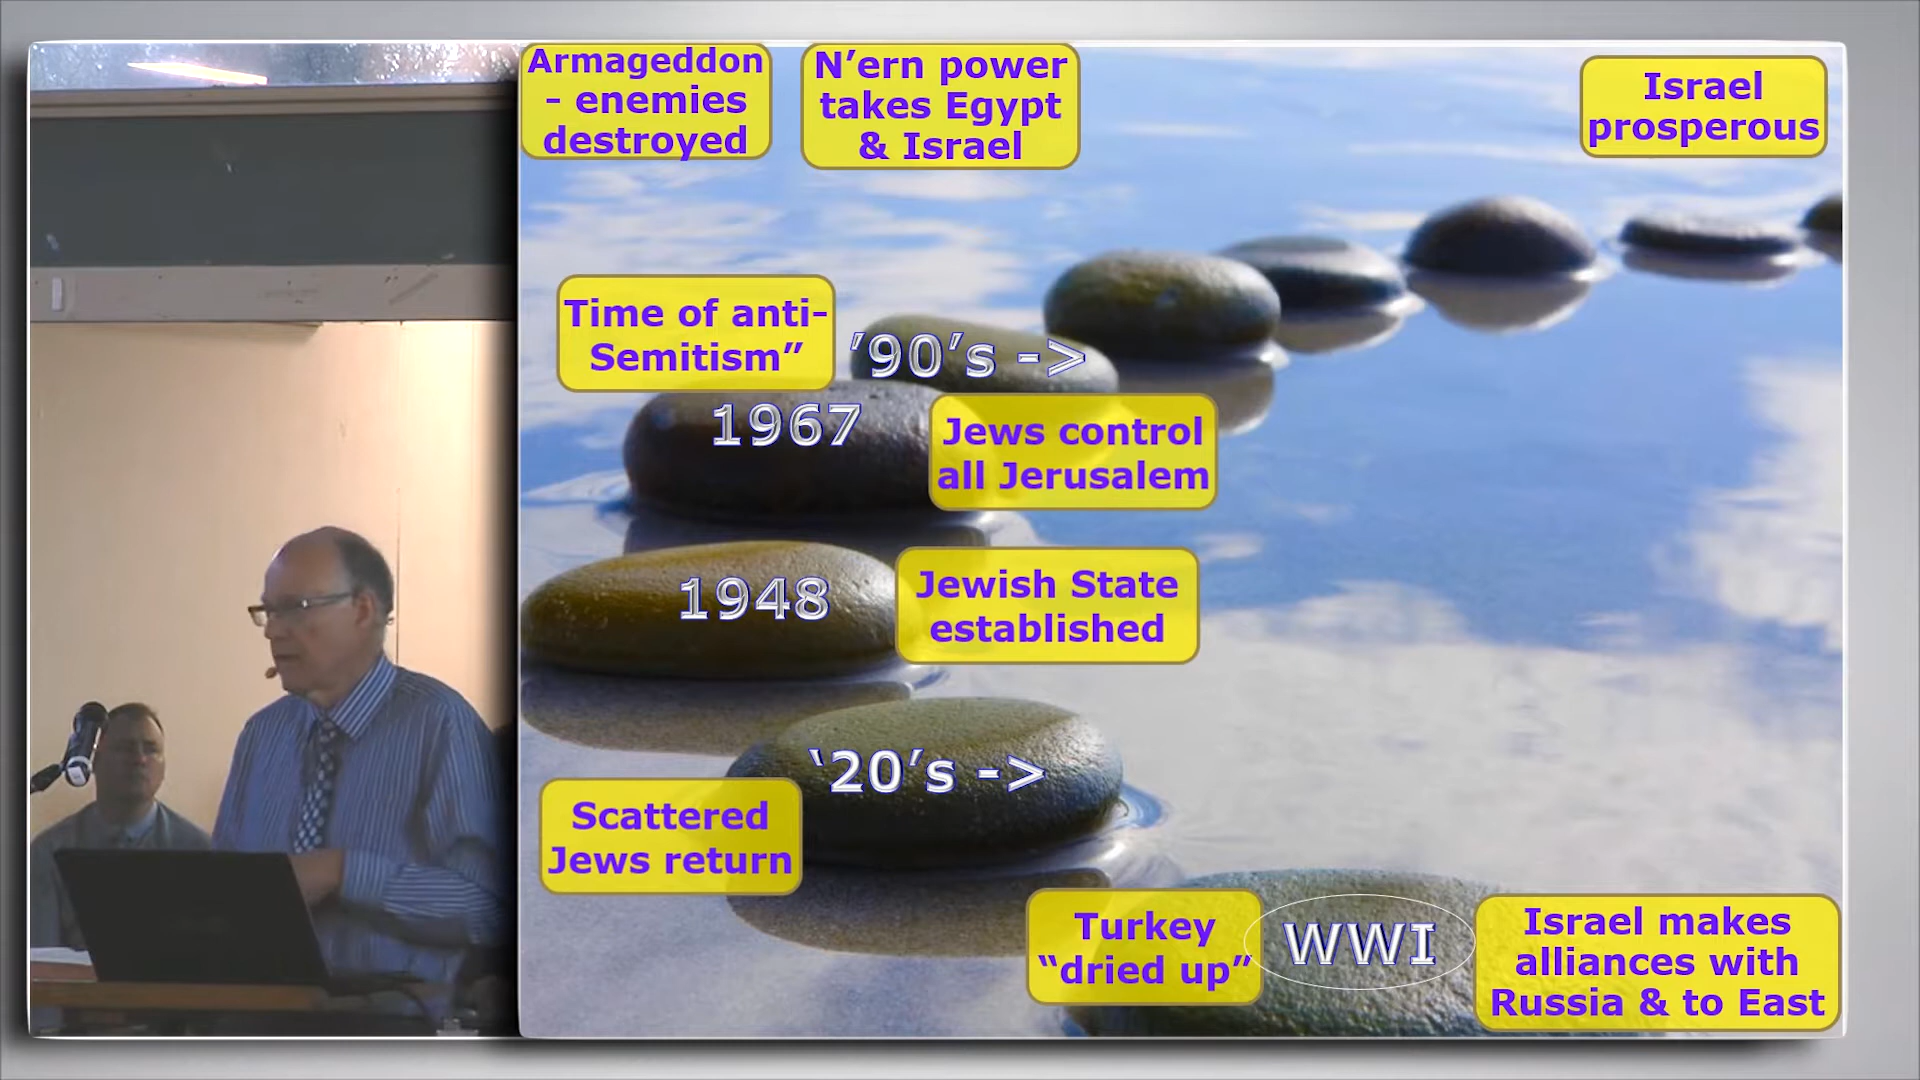 Armageddon
- enemies
destroyed
N’ern power
takes Egypt
& Israel
Israel
prosperous
Time of anti-
Semitism”
’90’s ->
1967
Jews control
all Jerusalem
1948
Jewish State
established
‘20’s ->
Scattered
Jews return
Turkey
“dried up”
WWI
Israel makes
alliances with
Russia & to East